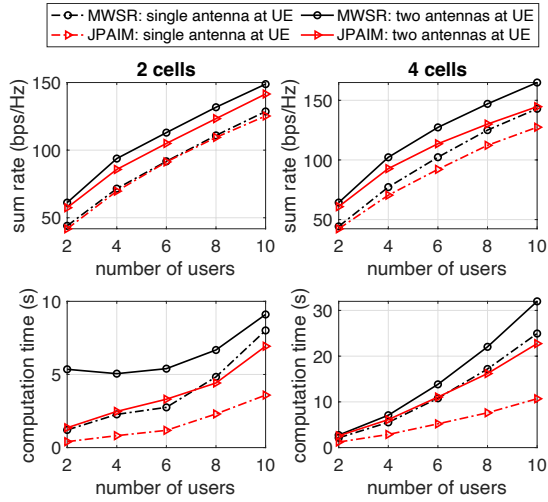 MWSR: single antenna at UE MWSR: two antennas at UE
JPAIM: single antenna at UE JPAIM: two antennas at UE
2 cells
sum rate (bps/Hz)
150
100
50
2 4 6 8 10
number of users
4 cells
sum rate (bps/Hz)
150
100
50
2 4 6 8 10
number of users
computation time (s)
10
5
0
2 4 6 8 10
number of users
computation time (s)
30
20
10
0
2 4 6 8 10
number of users